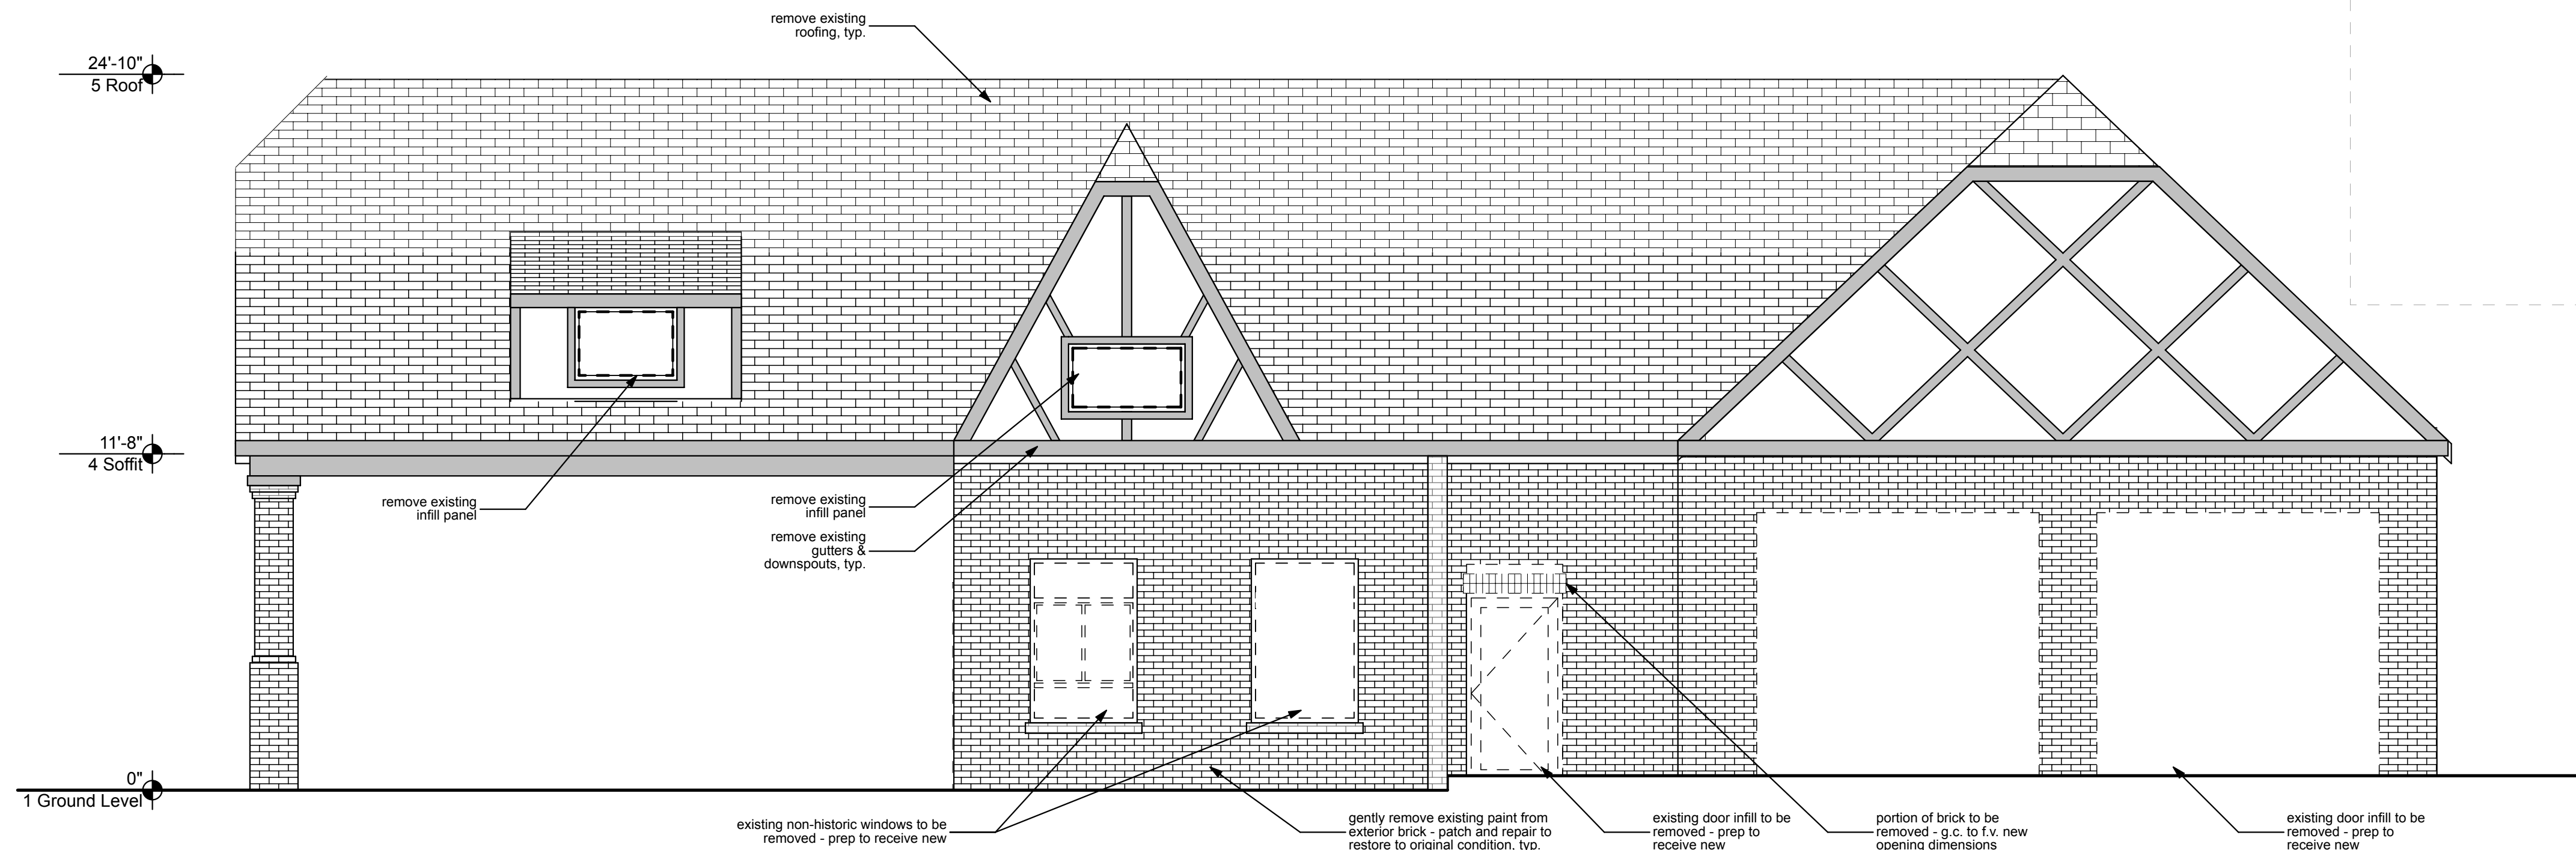 remove existing
roofing, typ.
24'-10"
5 Roof
11'-8"
4 Soffit
remove existing
infill panel
remove existing
infill panel
remove existing
gutters &
downspouts, typ.
0"
1 Ground Level
existing non-historic windows to be
removed - prep to receive new
gently remove existing paint from
exterior brick - patch and repair to
restore to original condition, typ.
existing door infill to be
removed - prep to
receive new
portion of brick to be
removed - g.c. to f.v. new
opening dimensions
existing door infill to be
removed - prep to
receive new